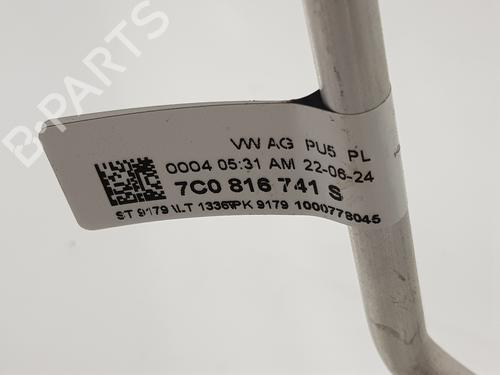 B-PARTS
VW AG PU5 PL
0004 05:31 AM 22-06-24
7C0 816 741 S
ST 9179 \LT 1336\PK 9179 1000778045